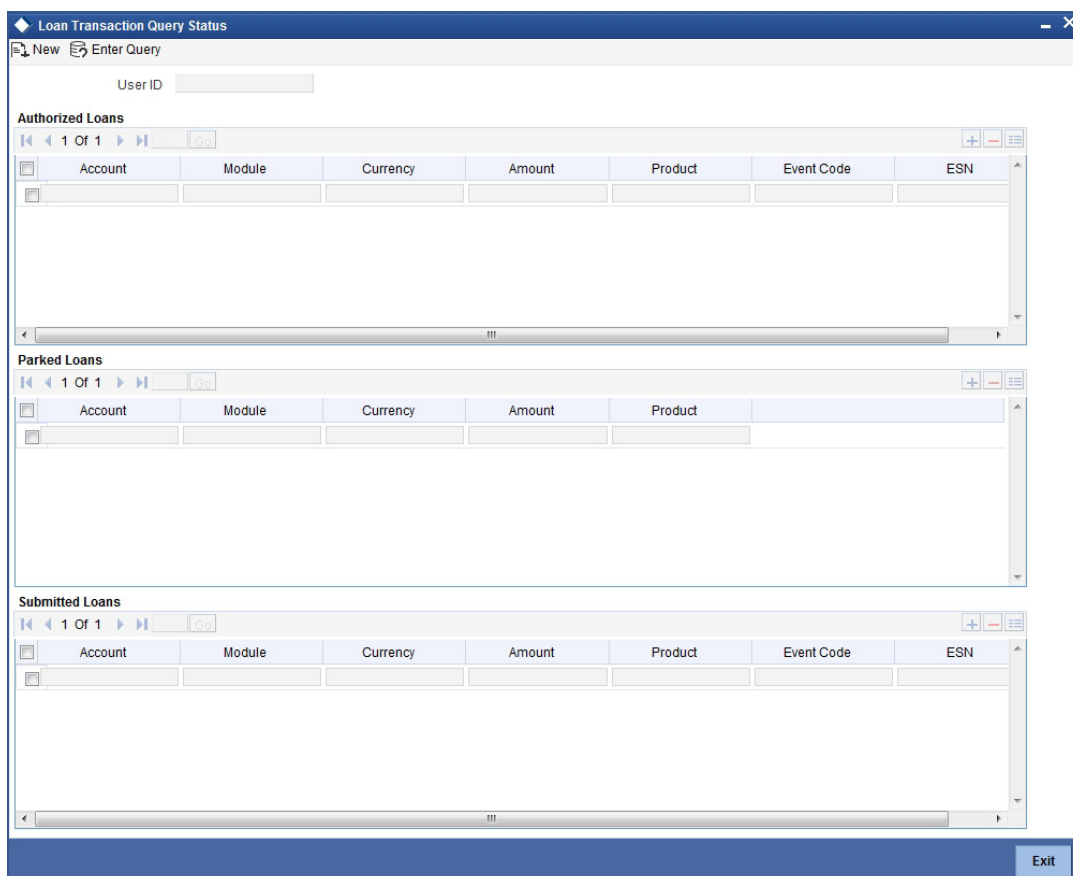 Loan Transaction Query Status
New Enter Query
User ID
Authorized Loans
1 Of 1 Go
Account Module Currency Amount Product Event Code ESN
Parked Loans
1 Of 1 Go
Account Module Currency Amount Product
Submitted Loans
1 Of 1 Go
Account Module Currency Amount Product Event Code ESN
Exit